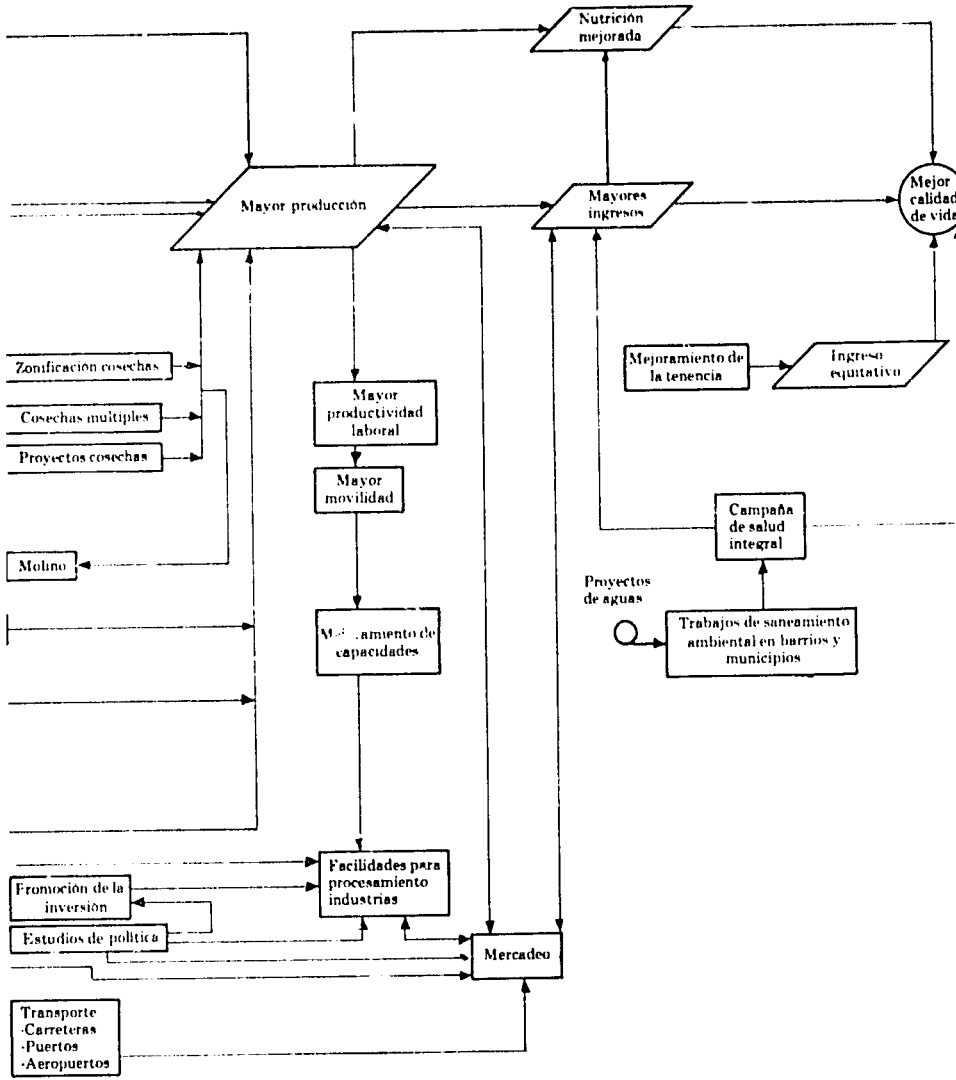 Nutrición
mejorada
Mayor producción
Mayores
ingresos
Mejor
calidad
de vida
Zonificación cosechas
Cosechas multiples
Proyectos cosechas
Mayor
productividad
laboral
Mejoramiento de
la tenencia
Ingreso
equitativo
Mayor
movilidad
Molino
Campaña
de salud
integral
Proyectos
de aguas
Trabajos de saneamiento
ambiental en barrios y
municipios
de
capacidades
Facilidades para
procesamiento
industrias
Promoción de la
inversión
Estudios de política
Mercadeo
Transporte
·Carreteras
·Puertos
·Aeropuertos